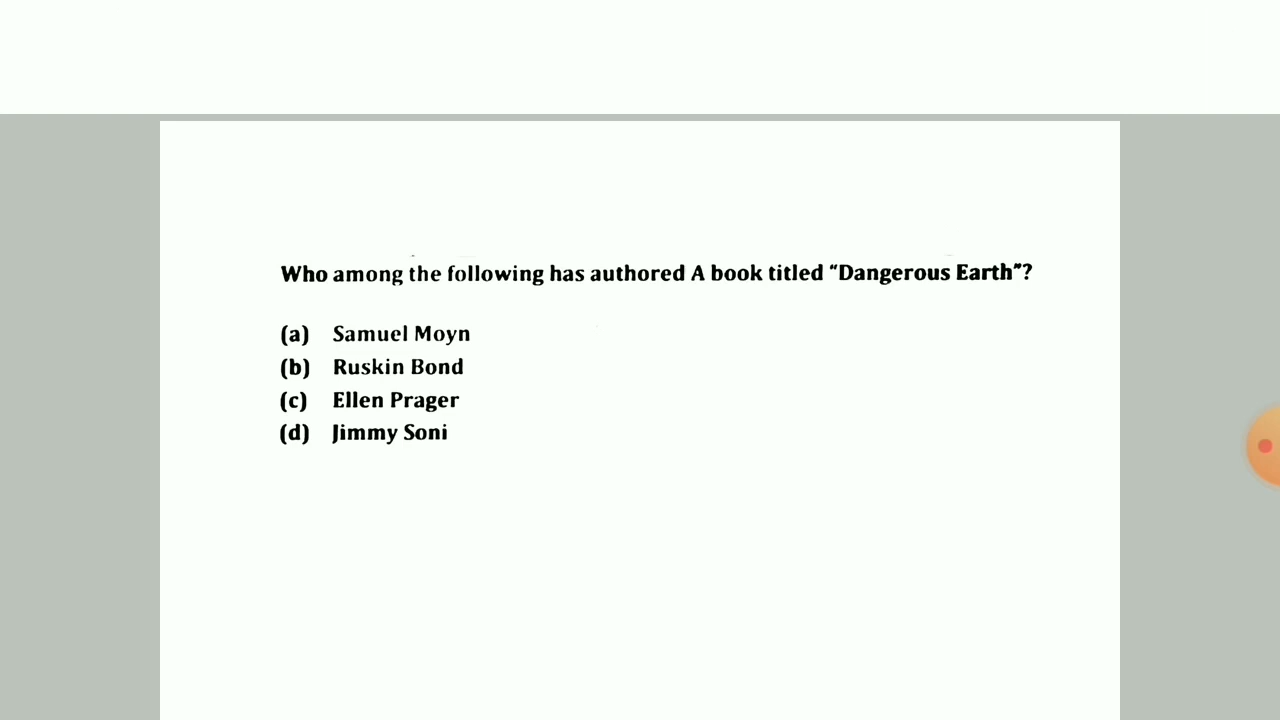 Who among the following has authored A book titled “Dangerous Earth”?
(a) Samuel Moyn
(b) Ruskin Bond
(c) Ellen Prager
(d) Jimmy Soni